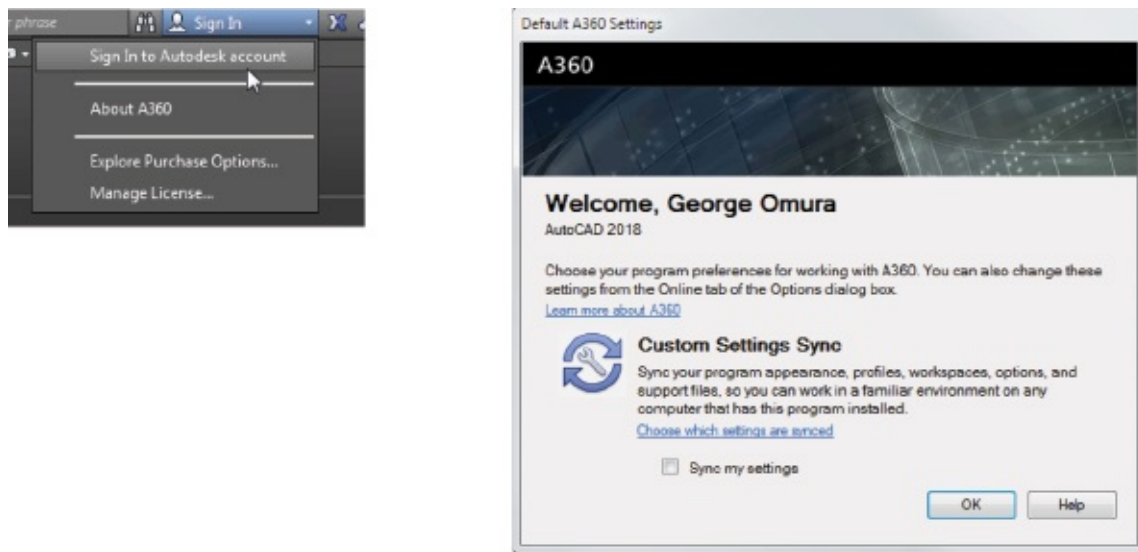 phrase
Sign In
Sign In to Autodesk account
About A360
Explore Purchase Options...
Manage License...
Default A360 Settings
A360
Welcome, George Omura
AutoCAD 2018
Choose your program preferences for working with A360. You can also change these
settings from the Online tab of the Options dialog box.
Learn more about A360
Custom Settings Sync
Sync your program appearance, profiles, workspaces, options, and
support files, so you can work in a familiar environment on any
computer that has this program installed.
Choose which settings are synced
Sync my settings
OK
Help